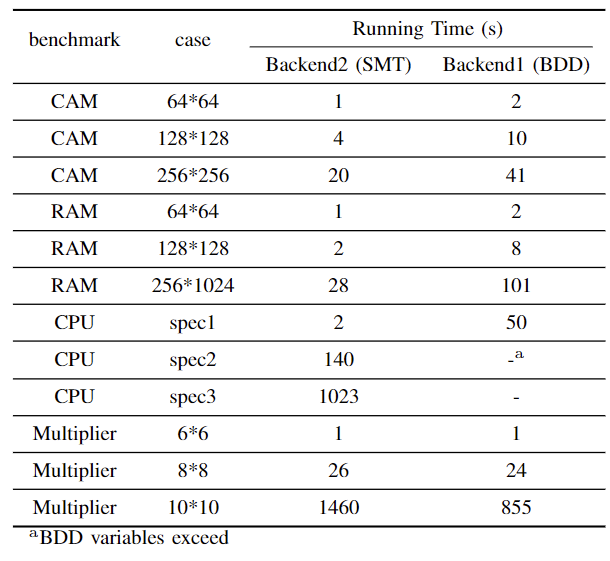 benchmark case Running Time (s)
Backend2 (SMT) Backend1 (BDD)
CAM 64*64 1 2
CAM 128*128 4 10
CAM 256*256 20 41
RAM 64*64 1 2
RAM 128*128 2 8
RAM 256*1024 28 101
CPU spec1 2 50
CPU spec2 140 -a
CPU spec3 1023 -
Multiplier 6*6 1 1
Multiplier 8*8 26 24
Multiplier 10*10 1460 855
aBDD variables exceed